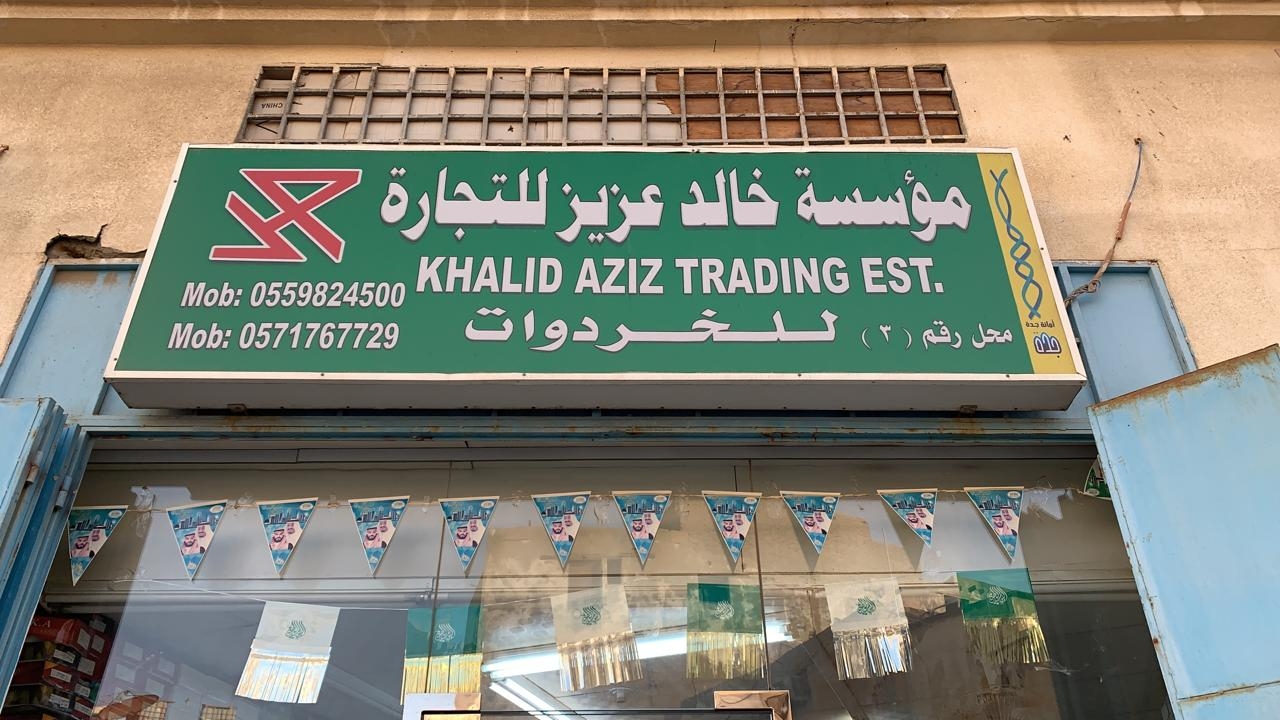 CHINA
مؤسسة خالد عزيز للتجارة
KHALID AZIZ TRADING EST.
Mob: 0559824500
Mob: 0571767729
للخردوات
محل رقم ( ٣ )
أمانة جدة
جدة